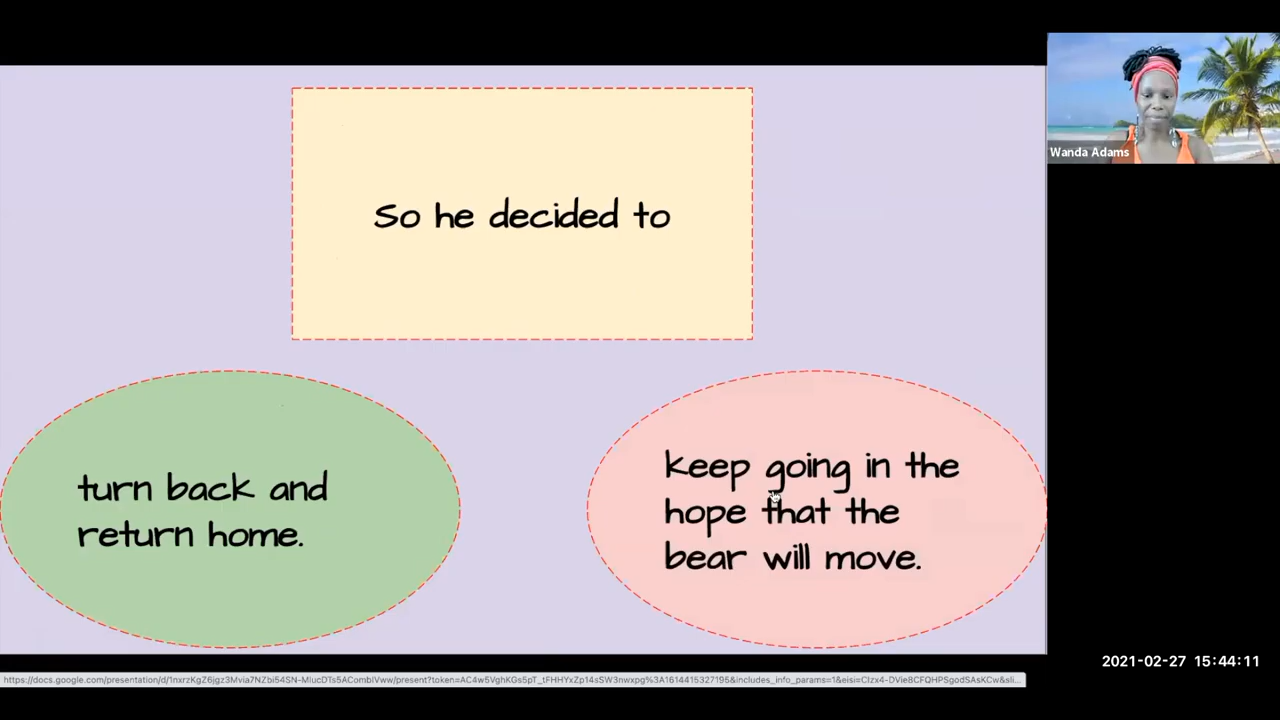 Wanda Adams
So he decided to
turn back and
return home.
keep going in the
hope that the
bear will move.
2021-02-27 15:44:11